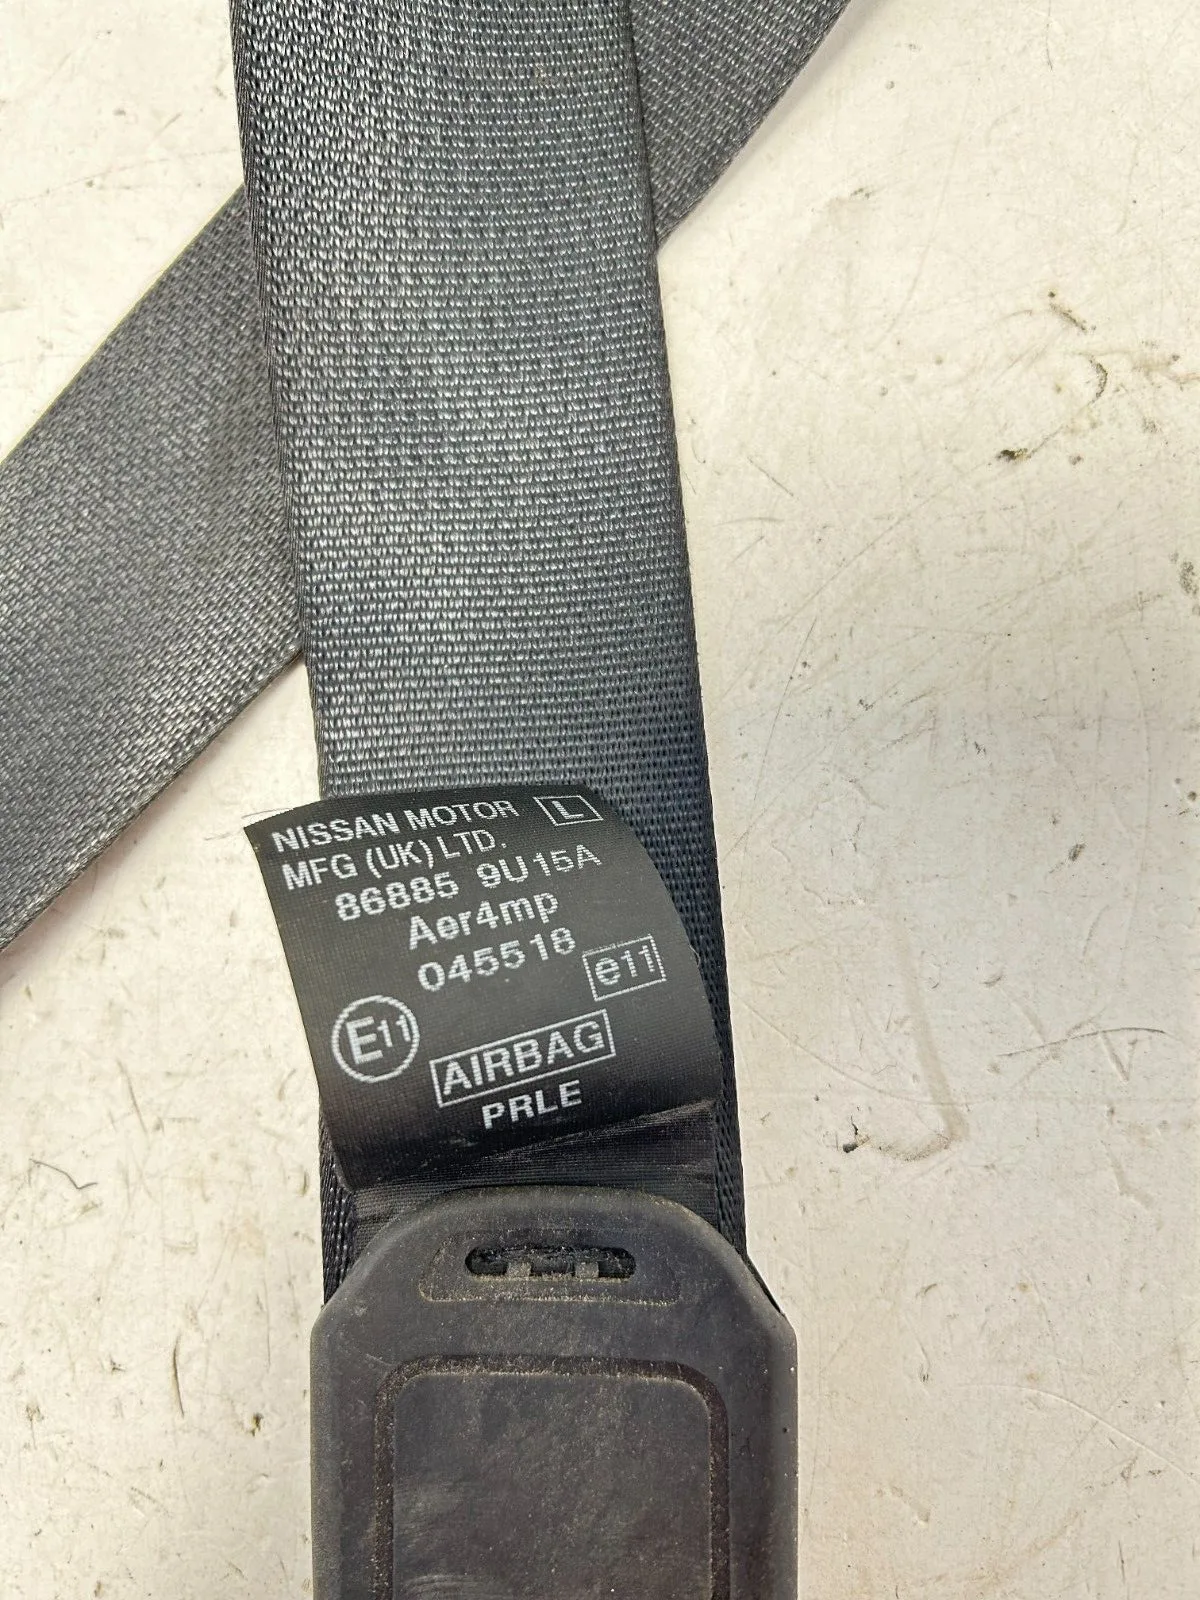 NISSAN MOTOR L
MFG (UK) LTD.
86885 9U15A
Aer4mp
045518
e11
E11
AIRBAG
PRLE